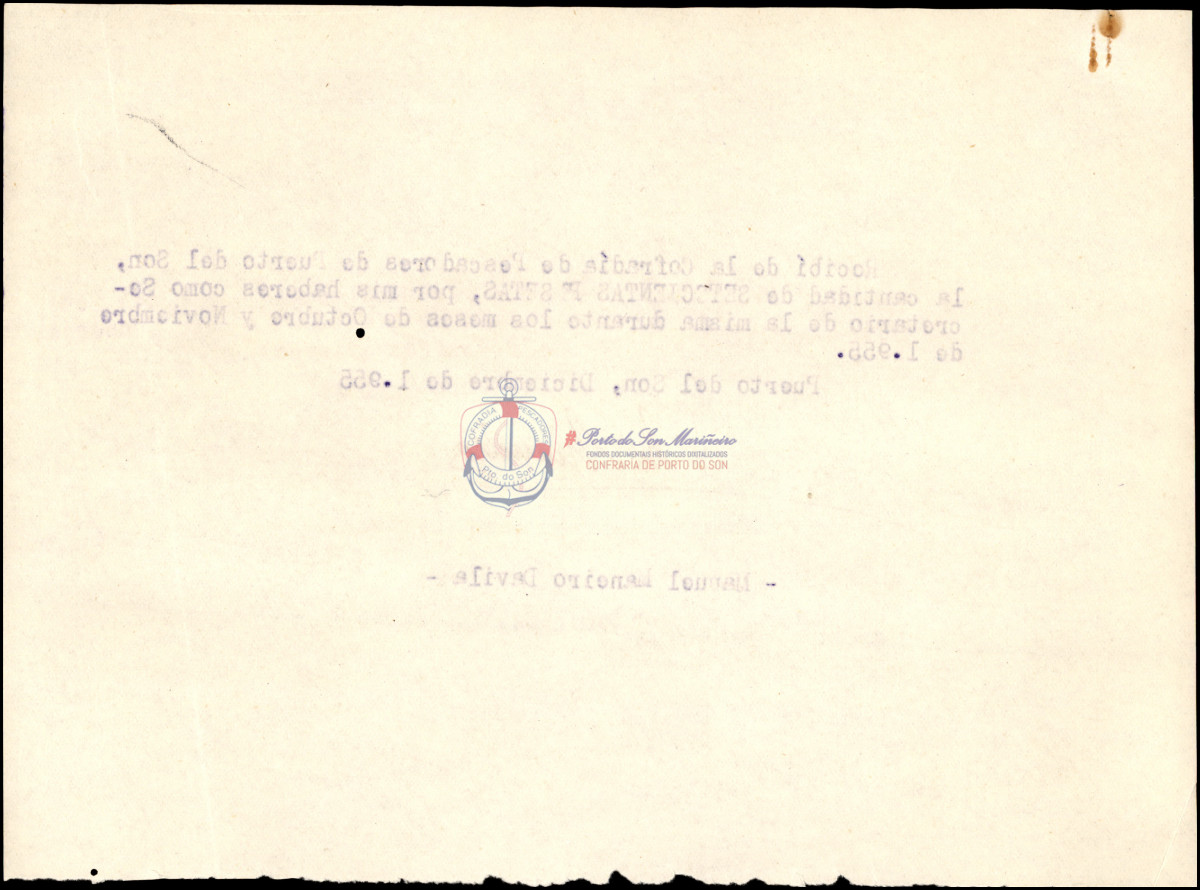 Recibí de la Cofradía de Pescadores de Puerto del Son,
la cantidad de SETECIENTAS PESETAS, por mis haberes como Se-
cretario de la misma durante los meses de Octubre y Noviembre
de 1.955.
Puerto del Son, Diciembre de 1.955
COFRADIA PESCADORES
Pto. do Son
#Porto do Son Mariñeiro
FONDOS DOCUMENTAIS HISTÓRICOS DIXITALIZADOS
CONFRARIA DE PORTO DO SON
- Manuel Maneiro Davila -